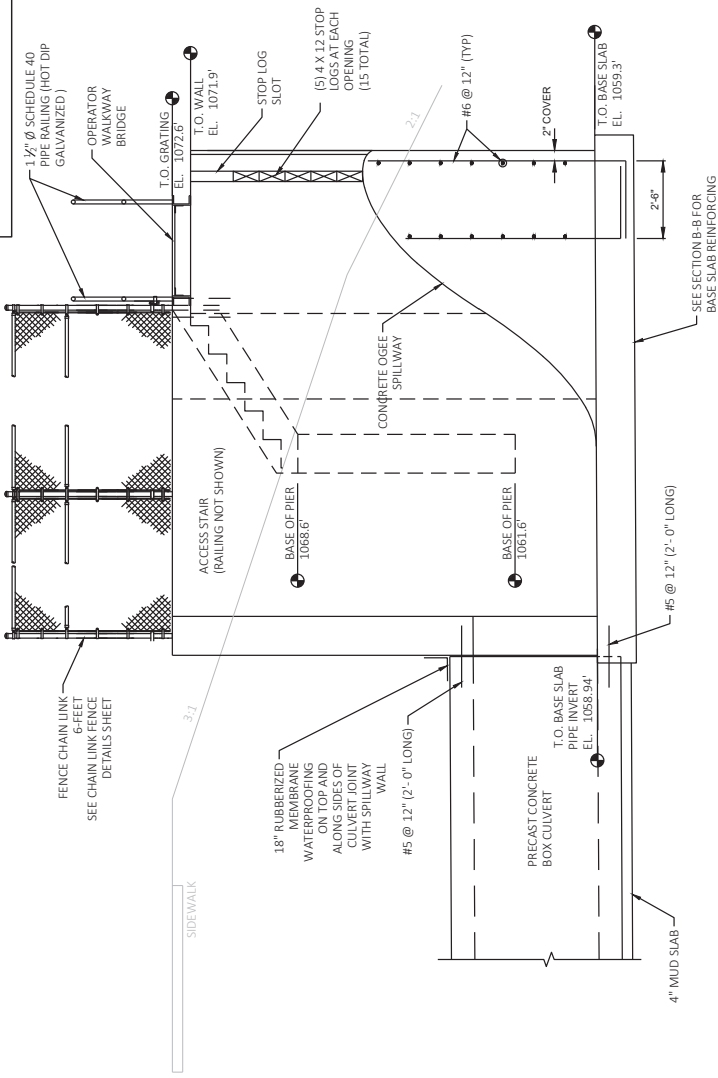 1 ½" Ø SCHEDULE 40
PIPE RAILING (HOT DIP
GALVANIZED )
OPERATOR
WALKWAY
BRIDGE
T.O. GRATING
EL. 1072.6'
T.O. WALL
EL. 1071.9'
STOP LOG
SLOT
(5) 4 X 12 STOP
LOGS AT EACH
OPENING
(15 TOTAL)
2:1
#6 @ 12" (TYP)
2" COVER
T.O. BASE SLAB
EL. 1059.3'
2'-6"
SEE SECTION B-B FOR
BASE SLAB REINFORCING
CONCRETE OGEE
SPILLWAY
ACCESS STAIR
(RAILING NOT SHOWN)
BASE OF PIER
1068.6'
BASE OF PIER
1061.6'
#5 @ 12" (2'- 0" LONG)
FENCE CHAIN LINK
6-FEET
SEE CHAIN LINK FENCE
DETAILS SHEET
3:1
SIDEWALK
18" RUBBERIZED
MEMBRANE
WATERPROOFING
ON TOP AND
ALONG SIDES OF
CULVERT JOINT
WITH SPILLWAY
WALL
#5 @ 12" (2'- 0" LONG)
T.O. BASE SLAB
PIPE INVERT
EL. 1058.94'
PRECAST CONCRETE
BOX CULVERT
4" MUD SLAB